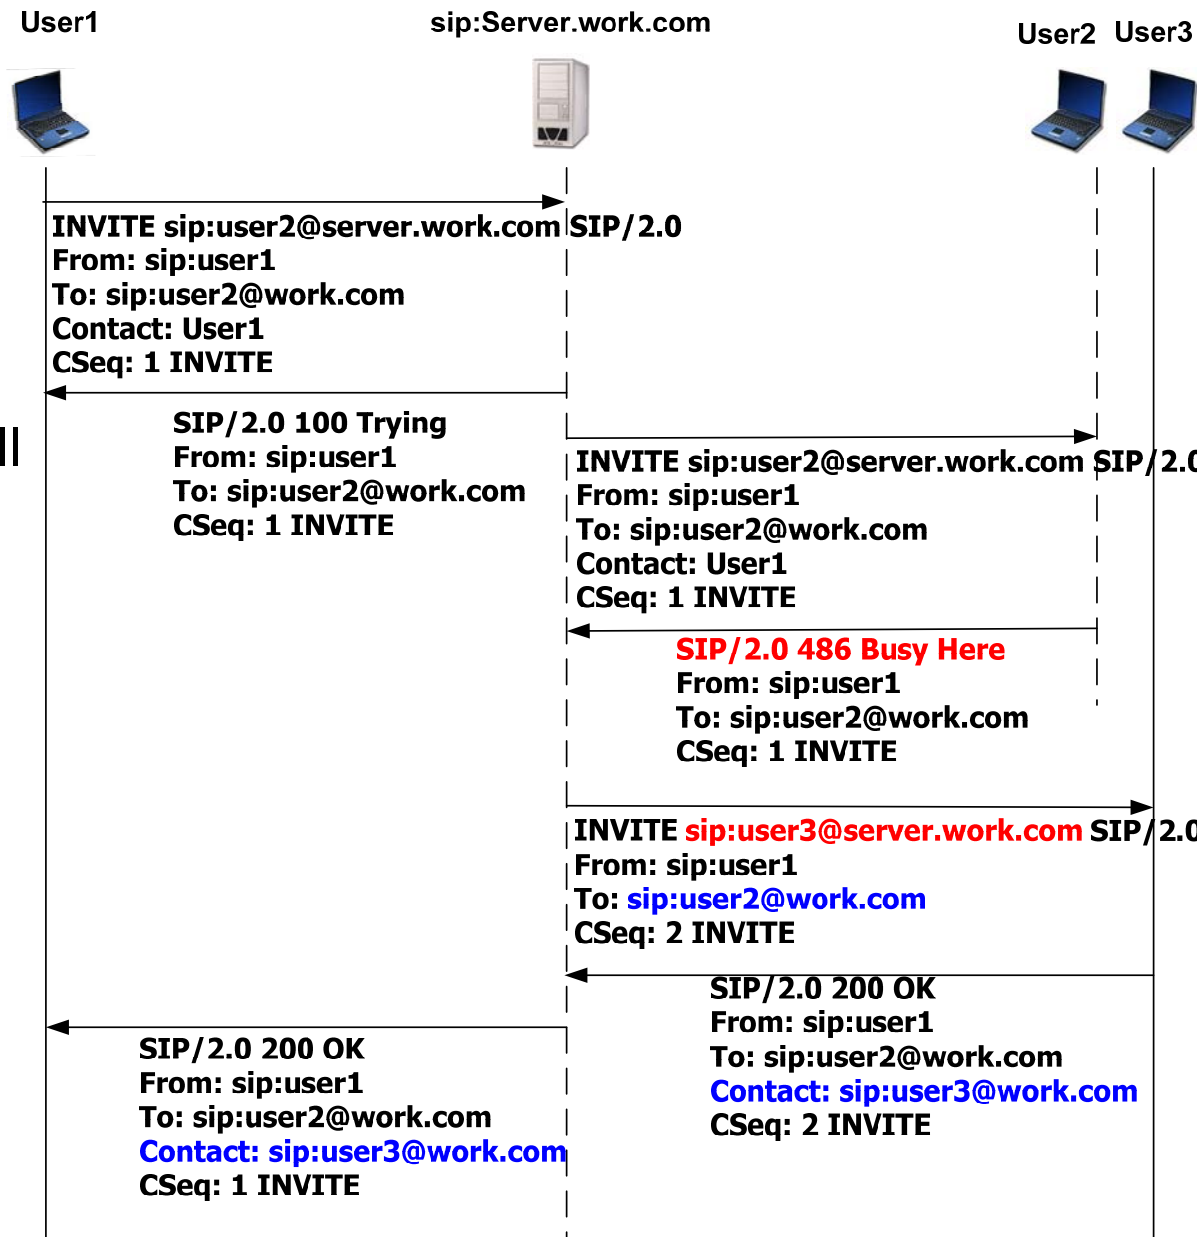 User1
sip:Server.work.com
User2
User3
INVITE sip:user2@server.work.com SIP/2.0
From: sip:user1
To: sip:user2@work.com
Contact: User1
CSeq: 1 INVITE
SIP/2.0 100 Trying
From: sip:user1
To: sip:user2@work.com
CSeq: 1 INVITE
ll
INVITE sip:user2@server.work.com SIP/2.0
From: sip:user1
To: sip:user2@work.com
Contact: User1
CSeq: 1 INVITE
SIP/2.0 486 Busy Here
From: sip:user1
To: sip:user2@work.com
CSeq: 1 INVITE
INVITE sip:user3@server.work.com SIP/2.0
From: sip:user1
To: sip:user2@work.com
CSeq: 2 INVITE
SIP/2.0 200 OK
From: sip:user1
To: sip:user2@work.com
Contact: sip:user3@work.com
CSeq: 2 INVITE
SIP/2.0 200 OK
From: sip:user1
To: sip:user2@work.com
Contact: sip:user3@work.com
CSeq: 1 INVITE